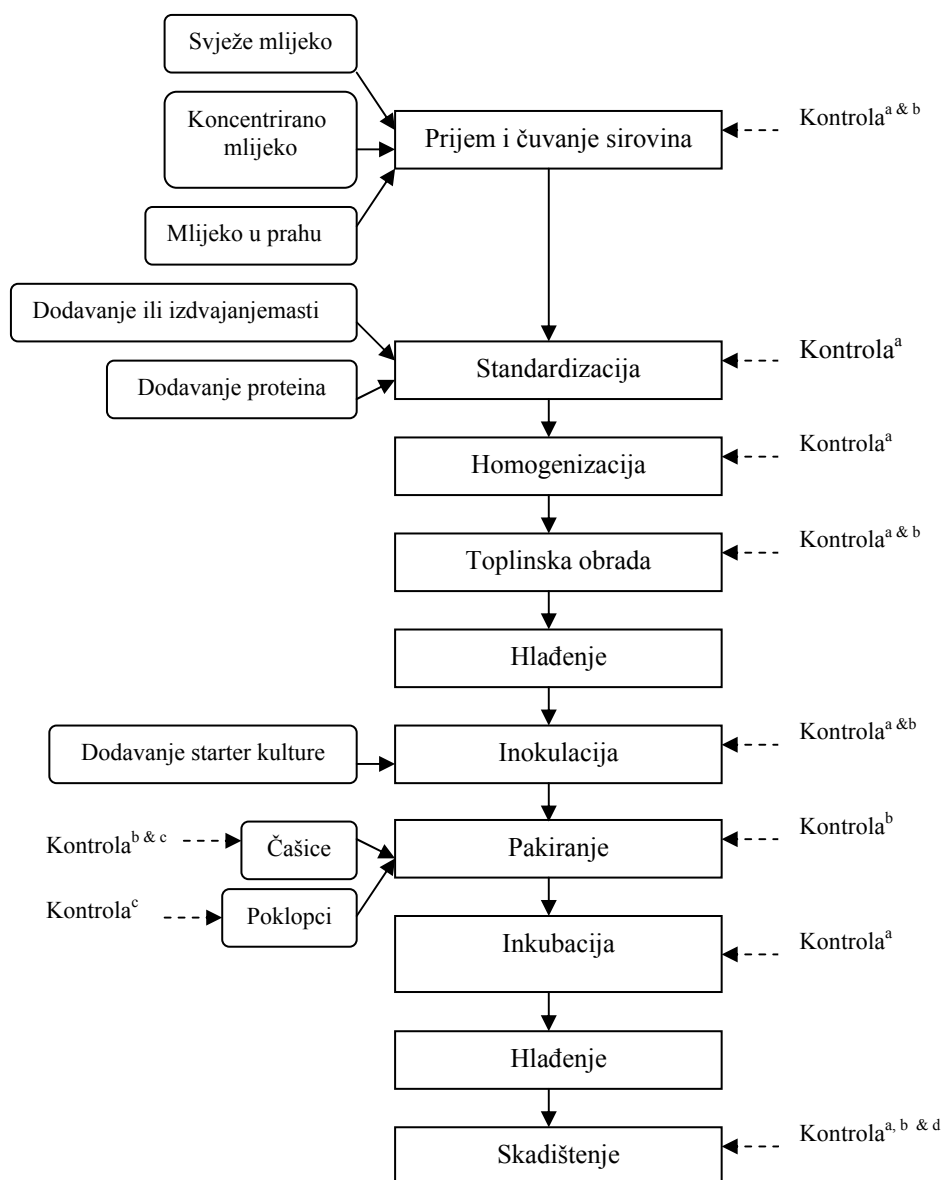 Svježe mlijeko
Koncentrirano
mlijeko
Prijem i čuvanje sirovina
Kontrola^a & b
Mlijeko u prahu
Dodavanje ili izdvajanjemasti
Standardizacija
Kontrola^a
Dodavanje proteina
Homogenizacija
Kontrola^a
Toplinska obrada
Kontrola^a & b
Hlađenje
Dodavanje starter kulture
Inokulacija
Kontrola^a &b
Kontrola^b & c
Čašice
Pakiranje
Kontrola^b
Kontrola^c
Poklopci
Inkubacija
Kontrola^a
Hlađenje
Skadištenje
Kontrola^a, b & d